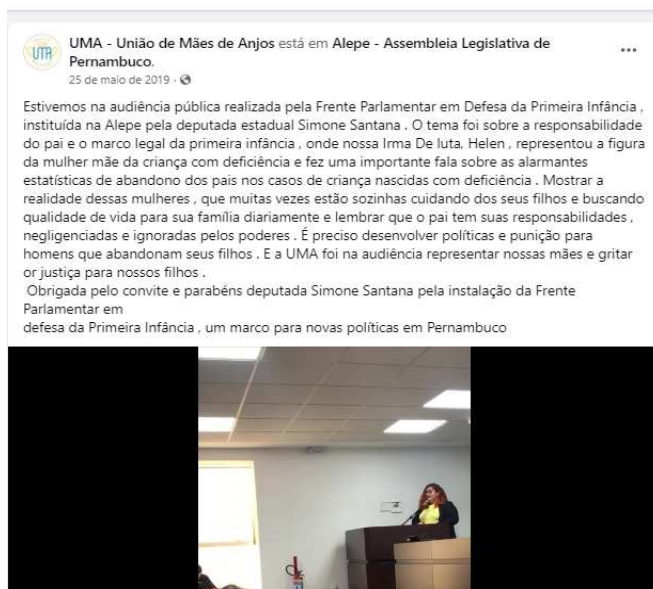 UMA - União de Mães de Anjos está em Alepe - Assembleia Legislativa de
Pernambuco.
25 de maio de 2019 ·
Estivemos na audiência pública realizada pela Frente Parlamentar em Defesa da Primeira Infância ,
instituída na Alepe pela deputada estadual Simone Santana . O tema foi sobre a responsabilidade
do pai e o marco legal da primeira infância , onde nossa Irma De luta, Helen , representou a figura
da mulher mãe da criança com deficiência e fez uma importante fala sobre as alarmantes
estatísticas de abandono dos pais nos casos de criança nascidas com deficiência . Mostrar a
realidade dessas mulheres , que muitas vezes estão sozinhas cuidando dos seus filhos e buscando
qualidade de vida para sua família diariamente e lembrar que o pai tem suas responsabilidades ,
negligenciadas e ignoradas pelos poderes . É preciso desenvolver políticas e punição para
homens que abandonam seus filhos . E a UMA foi na audiência representar nossas mães e gritar
or justiça para nossos filhos .
Obrigada pelo convite e parabéns deputada Simone Santana pela instalação da Frente
Parlamentar em
defesa da Primeira Infância , um marco para novas políticas em Pernambuco